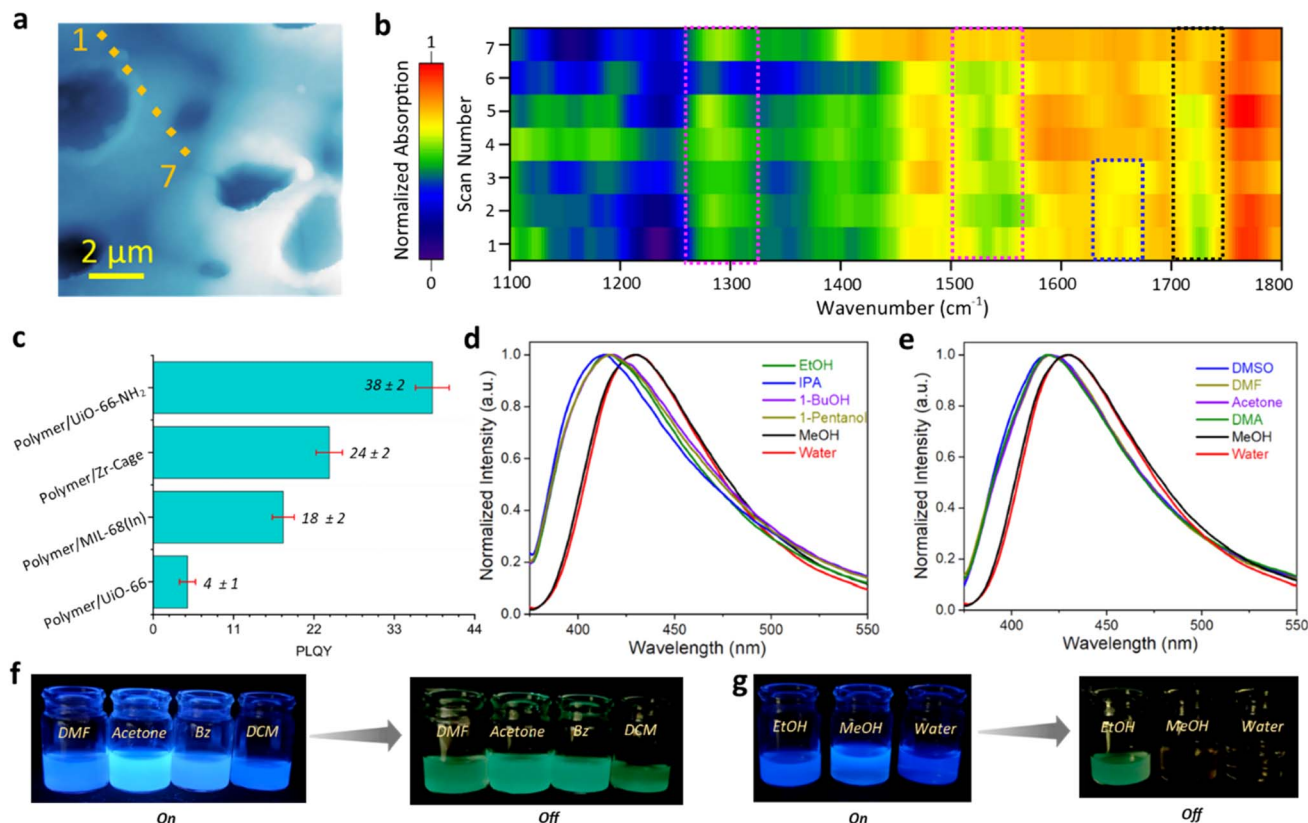 a
1
7
2 μm
b
1
Normalized Absorption
0
Scan Number
7
6
5
4
3
2
1
1100 1200 1300 1400 1500 1600 1700 1800
Wavenumber (cm⁻¹)
c
Polymer/UiO-66-NH₂
38 ± 2
Polymer/Zr-Cage
24 ± 2
Polymer/MIL-68(In)
18 ± 2
Polymer/UiO-66
4 ± 1
0 11 22 33 44
PLQY
d
Normalized Intensity (a.u.)
1.0
0.8
0.6
0.4
0.2
0.0
EtOH
IPA
1-BuOH
1-Pentanol
MeOH
Water
400 450 500 550
Wavelength (nm)
e
Normalized Intensity (a.u.)
1.0
0.8
0.6
0.4
0.2
0.0
DMSO
DMF
Acetone
DMA
MeOH
Water
400 450 500 550
Wavelength (nm)
f
DMF Acetone Bz DCM
On
DMF Acetone Bz DCM
Off
g
EtOH MeOH Water
On
EtOH MeOH Water
Off